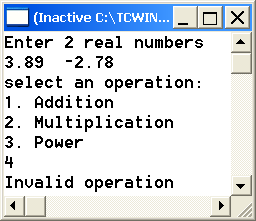 (Inactive C:\TCWIN...
Enter 2 real numbers
3.89  -2.78
select an operation:
1. Addition
2. Multiplication
3. Power
4
Invalid operation